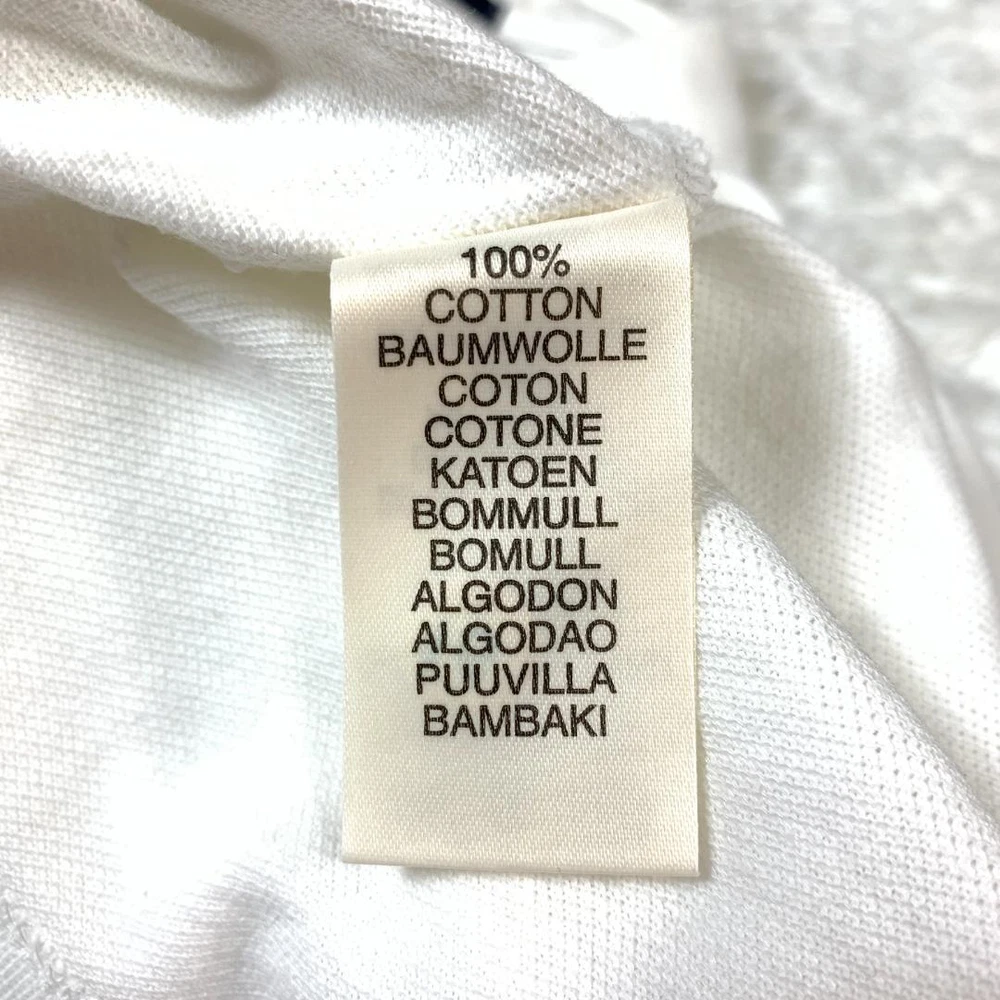 100%
COTTON
BAUMWOLLE
COTON
COTONE
KATOEN
BOMMULL
BOMULL
ALGODON
ALGODAO
PUUVILLA
BAMBAKI